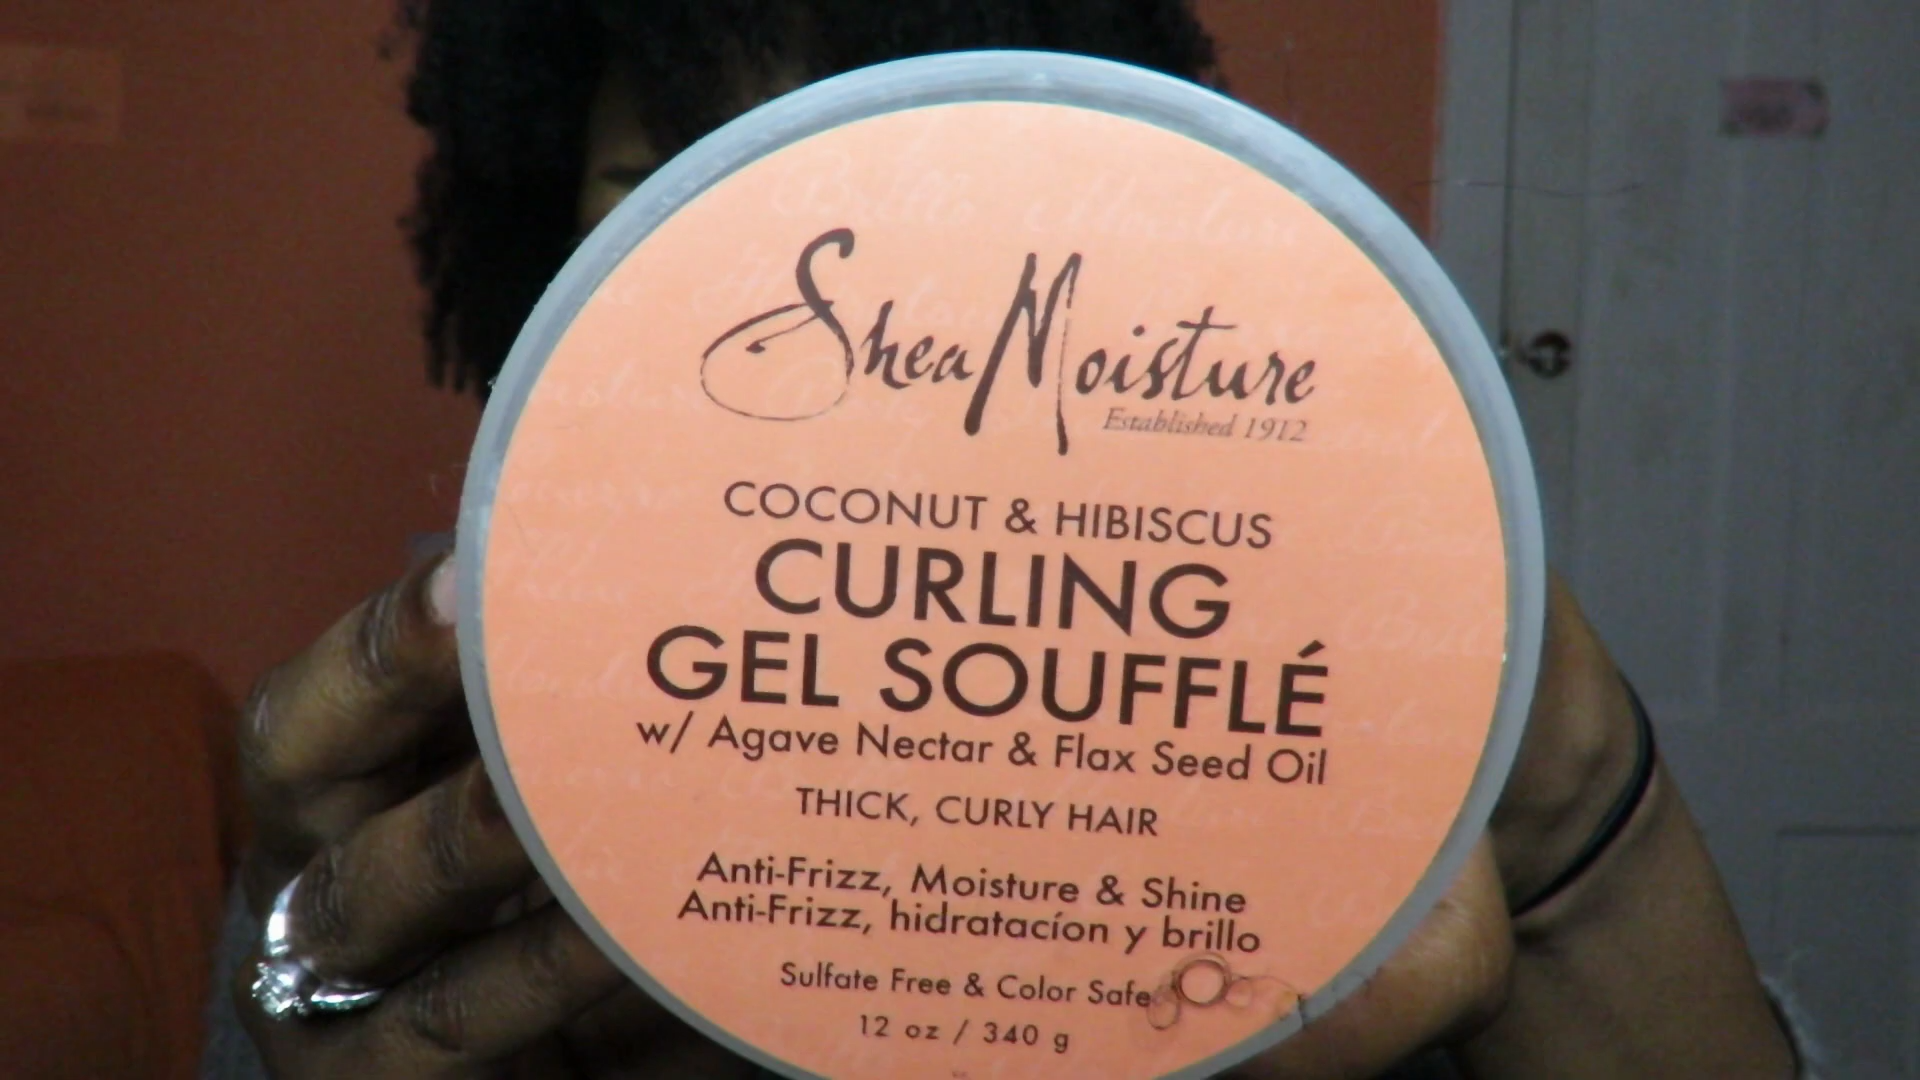 SheaMoisture
Established 1912
COCONUT & HIBISCUS
CURLING
GEL SOUFFLÉ
w/ Agave Nectar & Flax Seed Oil
THICK, CURLY HAIR
Anti-Frizz, Moisture & Shine
Anti-Frizz, hidratacíon y brillo
Sulfate Free & Color Safe
12 oz / 340 g